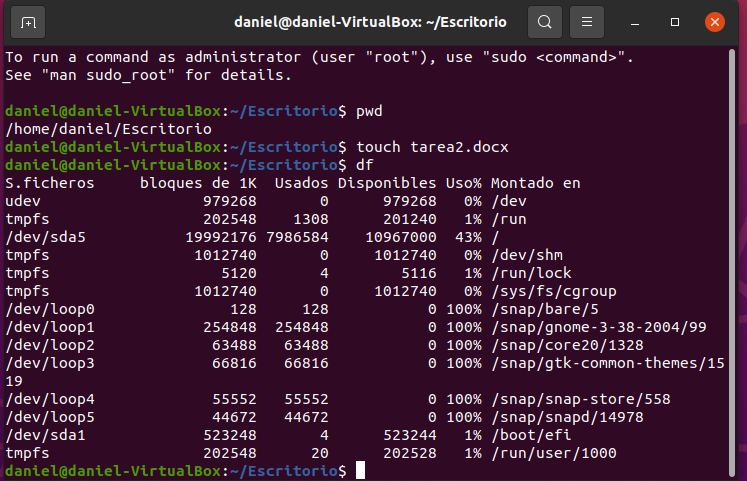 daniel@daniel-VirtualBox: ~/Escritorio
To run a command as administrator (user "root"), use "sudo <command>".
See "man sudo_root" for details.
daniel@daniel-VirtualBox:~/Escritorio$ pwd
/home/daniel/Escritorio
daniel@daniel-VirtualBox:~/Escritorio$ touch tarea2.docx
daniel@daniel-VirtualBox:~/Escritorio$ df
S.ficheros     bloques de 1K  Usados Disponibles Uso% Montado en
udev                  979268       0      979268   0% /dev
tmpfs                 202548    1308      201240   1% /run
/dev/sda5           19992176 7986584    10967000  43% /
tmpfs                1012740       0     1012740   0% /dev/shm
tmpfs                   5120       4        5116   1% /run/lock
tmpfs                1012740       0     1012740   0% /sys/fs/cgroup
/dev/loop0               128     128           0 100% /snap/bare/5
/dev/loop1            254848  254848           0 100% /snap/gnome-3-38-2004/99
/dev/loop2             63488   63488           0 100% /snap/core20/1328
/dev/loop3             66816   66816           0 100% /snap/gtk-common-themes/15
19
/dev/loop4             55552   55552           0 100% /snap/snap-store/558
/dev/loop5             44672   44672           0 100% /snap/snapd/14978
/dev/sda1             523248       4      523244   1% /boot/efi
tmpfs                 202548      20      202528   1% /run/user/1000
daniel@daniel-VirtualBox:~/Escritorio$